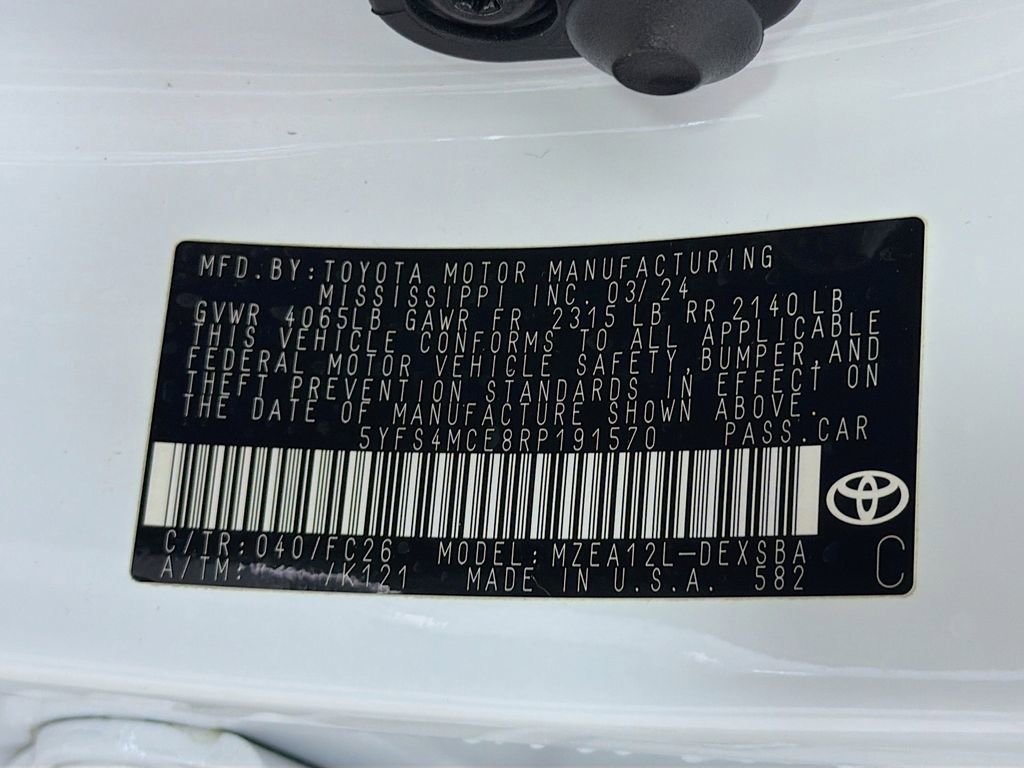 MFD.BY:TOYOTA MOTOR MANUFACTURING
MISSISSIPPI INC. 03/24
GVWR 4065LB GAWR FR 2315 LB RR 2140 LB
THIS VEHICLE CONFORMS TO ALL APPLICABLE
FEDERAL MOTOR VEHICLE SAFETY,BUMPER,AND
THEFT PREVENTION STANDARDS IN EFFECT ON
THE DATE OF MANUFACTURE SHOWN ABOVE.
5YFS4MCE8RP191570 PASS.CAR
C/TR:040/FC26 MODEL:MZEA12L-DEXSBA
A/TM: /K121 MADE IN U.S.A. 582
C